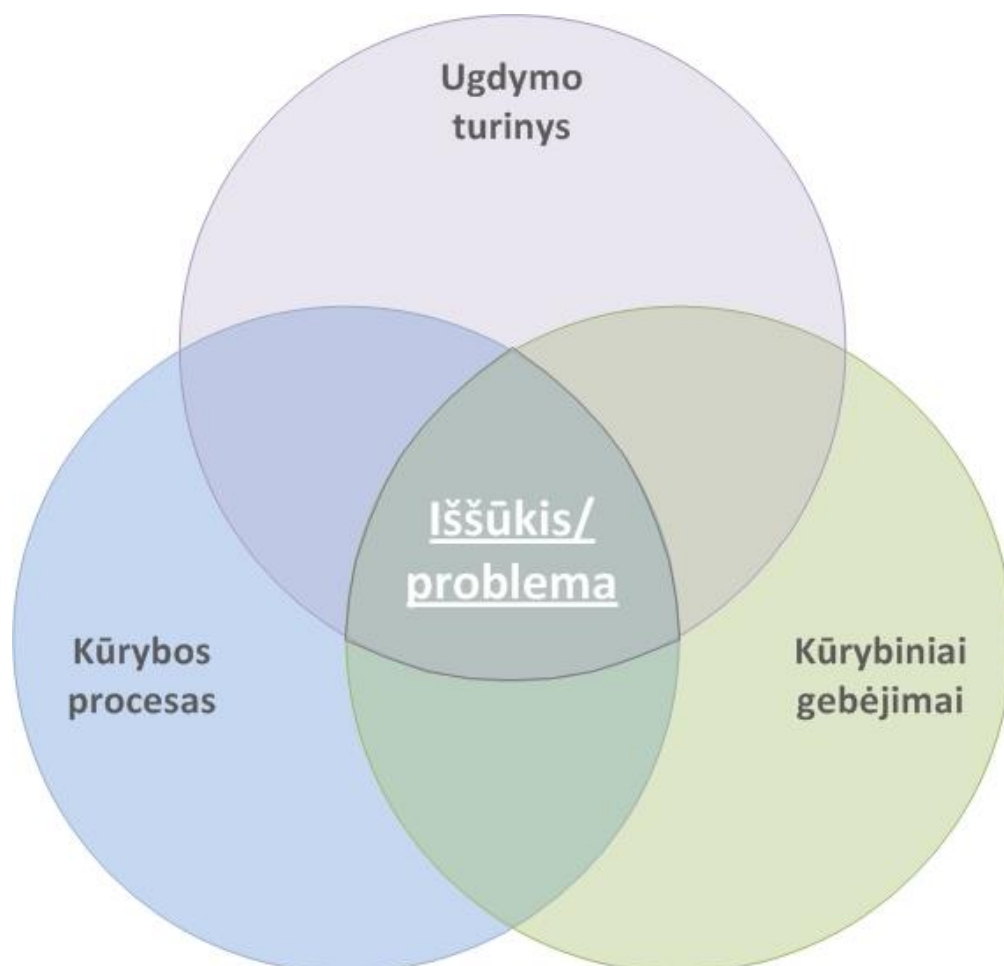 Ugdymo
turinys
Iššūkis/
problema
Kūrybos
procesas
Kūrybiniai
gebėjimai